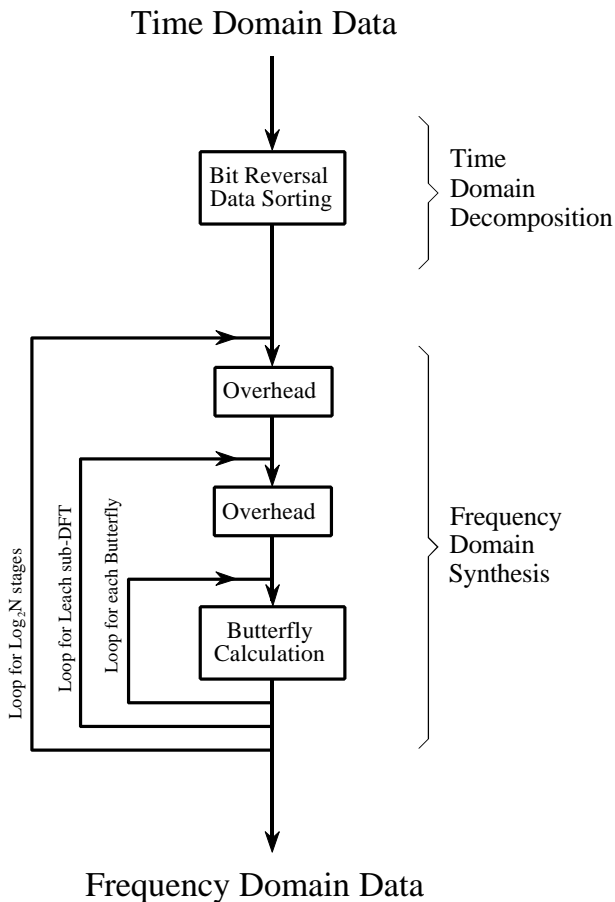 Time Domain Data
Bit Reversal
Data Sorting
Time
Domain
Decomposition
Overhead
Overhead
Butterfly
Calculation
Loop for Log₂N stages
Loop for Leach sub-DFT
Loop for each Butterfly
Frequency
Domain
Synthesis
Frequency Domain Data